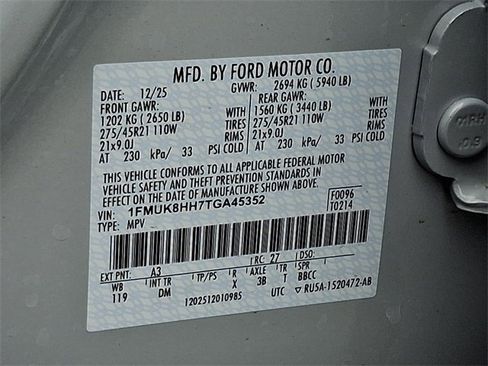 MFD. BY FORD MOTOR CO.
DATE: 12/25 GVWR: 2694 KG ( 5940 LB)
FRONT GAWR: REAR GAWR:
1202 KG ( 2650 LB) WITH 1560 KG ( 3440 LB) WITH
275/45R21 110W TIRES 275/45R21 110W TIRES
21x9.0J RIMS 21x9.0J RIMS
AT 230 kPa/ 33 PSI COLD AT 230 kPa/ 33 PSI COLD
THIS VEHICLE CONFORMS TO ALL APPLICABLE FEDERAL MOTOR
VEHICLE SAFETY AND THEFT PREVENTION STANDARDS IN
EFFECT ON THE DATE OF MANUFACTURE SHOWN ABOVE.
VIN: 1FMUK8HH7TGA45352 F0096
TYPE: MPV T0214
EXT PNT: A3 RC: 27 DSO:
WB INT TR TP/PS R AXLE TR SPR
119 DM X 3B T BBCC
1202512010985 UTC ▽ RU5A-1520472-AB